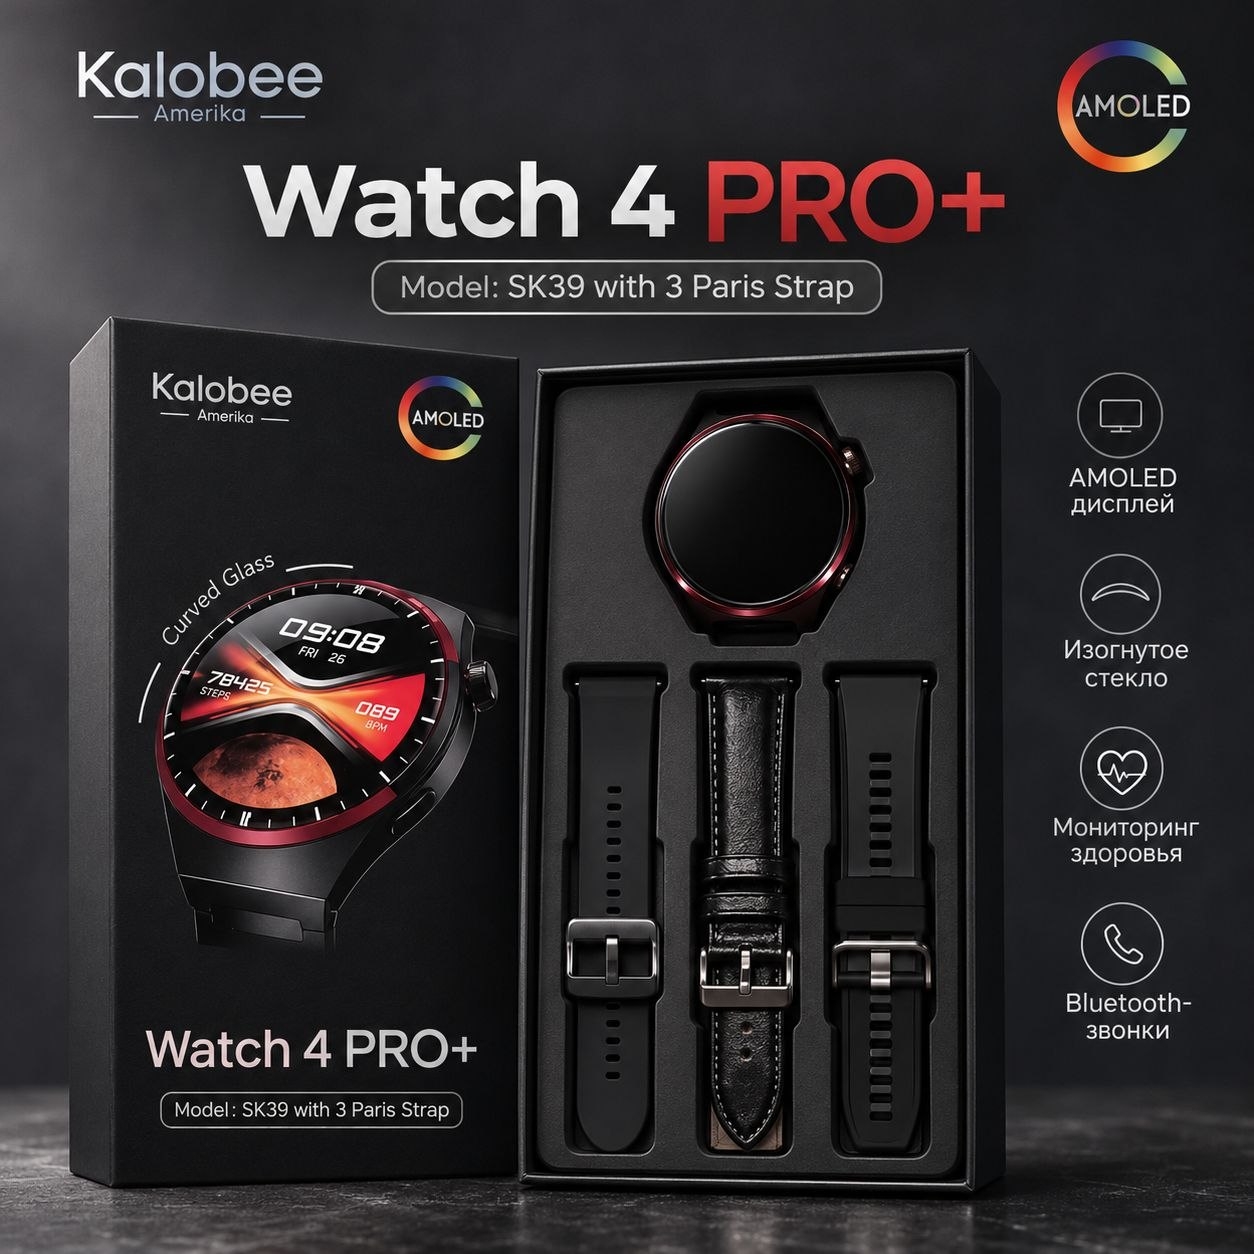 Kalobee
Amerika
AMOLED
Watch 4 PRO+
Model: SK39 with 3 Paris Strap
Kalobee
Amerika
AMOLED
Curved Glass
09:08
FRI 26
78425
STEPS
089
BPM
Watch 4 PRO+
Model: SK39 with 3 Paris Strap
AMOLED
дисплей
Изогнутое
стекло
Мониторинг
здоровья
Bluetooth-
звонки